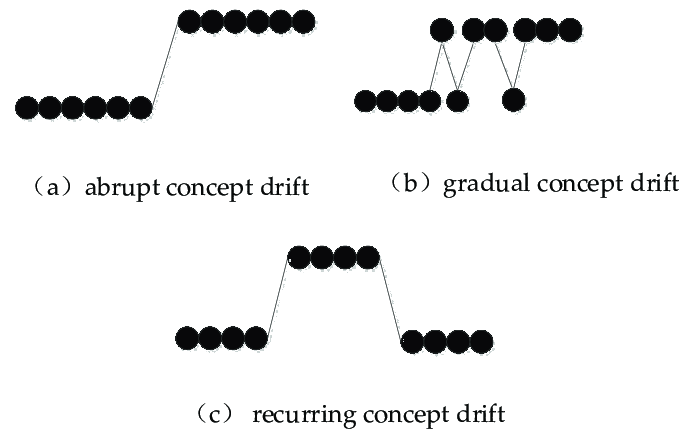 (a) abrupt concept drift
(b) gradual concept drift
(c) recurring concept drift